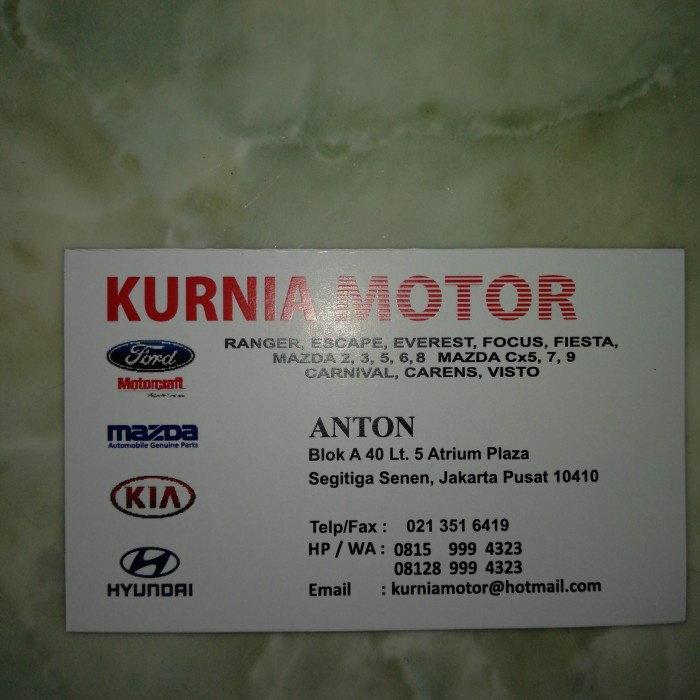 KURNIA MOTOR
Ford
Motorcraft
RANGER, ESCAPE, EVEREST, FOCUS, FIESTA,
MAZDA 2, 3, 5, 6,8 MAZDA Cx5, 7, 9
CARNIVAL, CARENS, VISTO
mazda
Automobile Genuine Parts
KIA
HYUNDAI
ANTON
Blok A 40 Lt. 5 Atrium Plaza
Segitiga Senen, Jakarta Pusat 10410
Telp/Fax : 021 351 6419
HP / WA : 0815 999 4323
08128 999 4323
Email : kurniamotor@hotmail.com